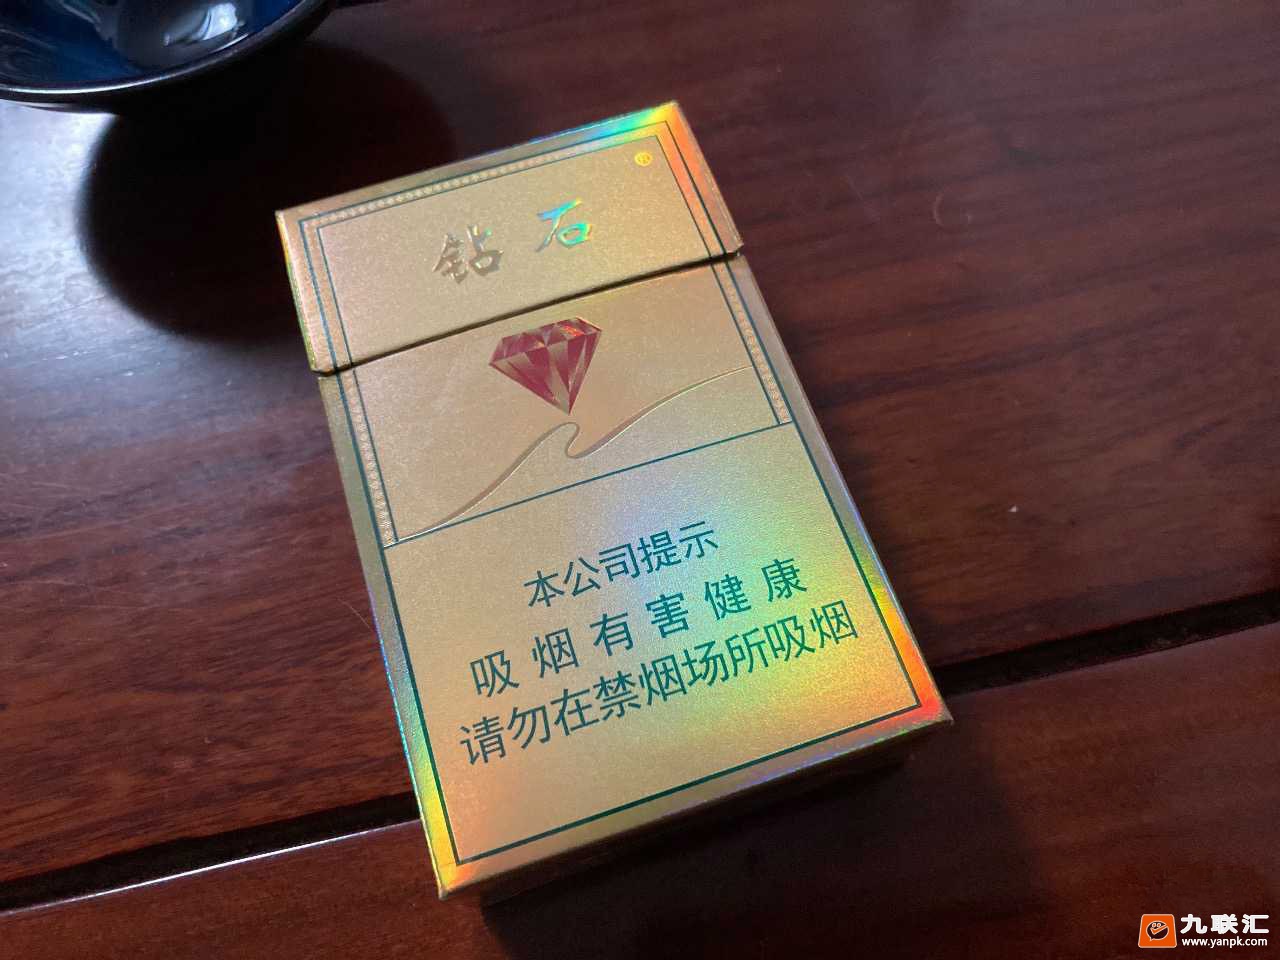 ®
钻石
本公司提示
吸烟有害健康
请勿在禁烟场所吸烟
九联汇
www.yanpk.com